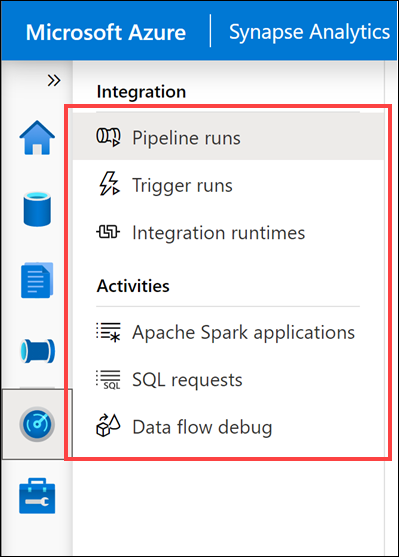 Microsoft Azure | Synapse Analytics
Integration
Pipeline runs
Trigger runs
Integration runtimes
Activities
Apache Spark applications
SQL SQL requests
Data flow debug